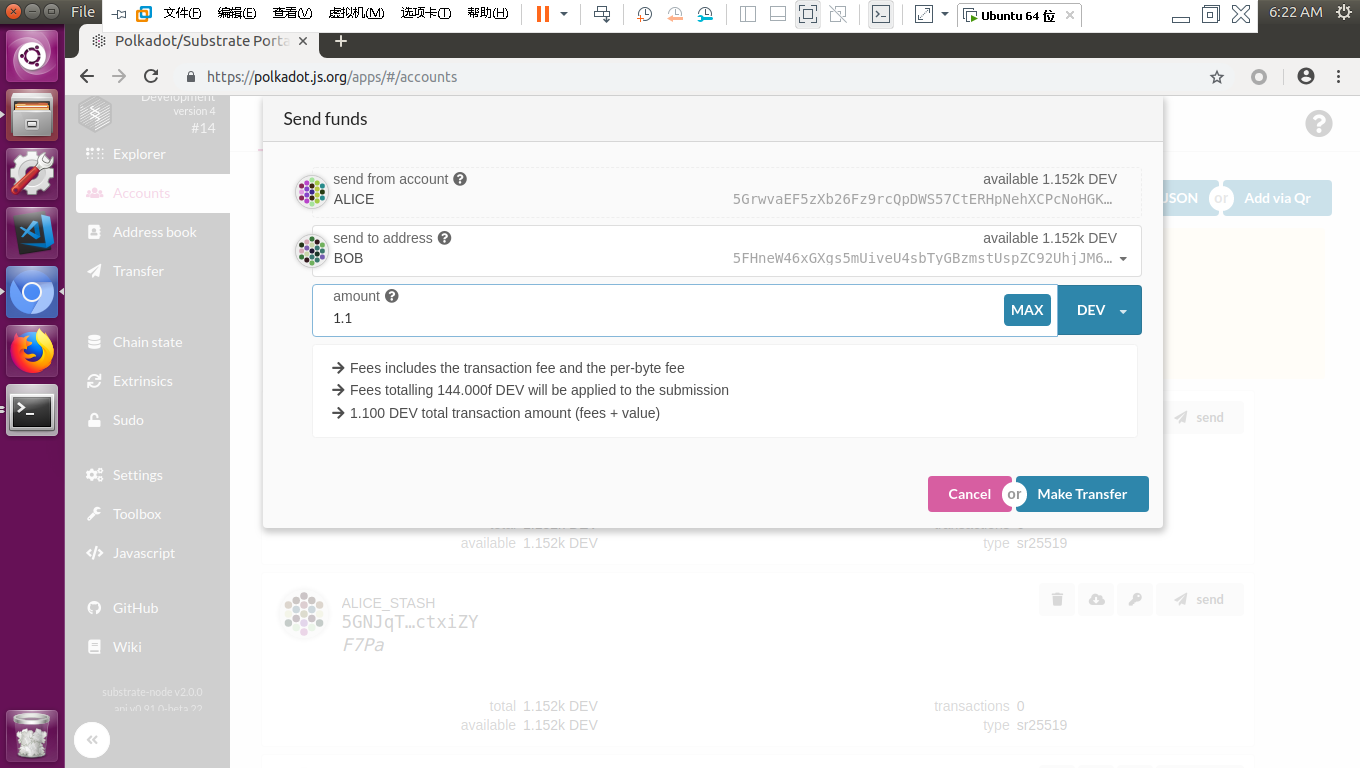 File 文件(F) 编辑(E) 查看(V) 虚拟机(M) 选项卡(T) 帮助(H) Ubuntu 64 位 6:22 AM
Polkadot/Substrate Porta
https://polkadot.js.org/apps/#/accounts
Development
version 4
#14
Explorer
Accounts
Address book
Transfer
Chain state
Extrinsics
Sudo
Settings
Toolbox
Javascript
GitHub
Wiki
substrate-node v2.0.0
api v0.91.0-beta.22
Send funds
send from account available 1.152k DEV
ALICE 5GrwvaEF5zXb26Fz9rcQpDWS57CtERHpNehXCPcNoHGK…
send to address available 1.152k DEV
BOB 5FHneW46xGXgs5mUiveU4sbTyGBzmstUspZC92UhjJM6…
amount
1.1 MAX DEV
Fees includes the transaction fee and the per-byte fee
Fees totalling 144.000f DEV will be applied to the submission
1.100 DEV total transaction amount (fees + value)
Cancel or Make Transfer
JSON or Add via Qr
send
total 1.152k DEV transactions 0
available 1.152k DEV type sr25519
ALICE_STASH send
5GNJqT…ctxiZY
F7Pa
total 1.152k DEV transactions 0
available 1.152k DEV type sr25519